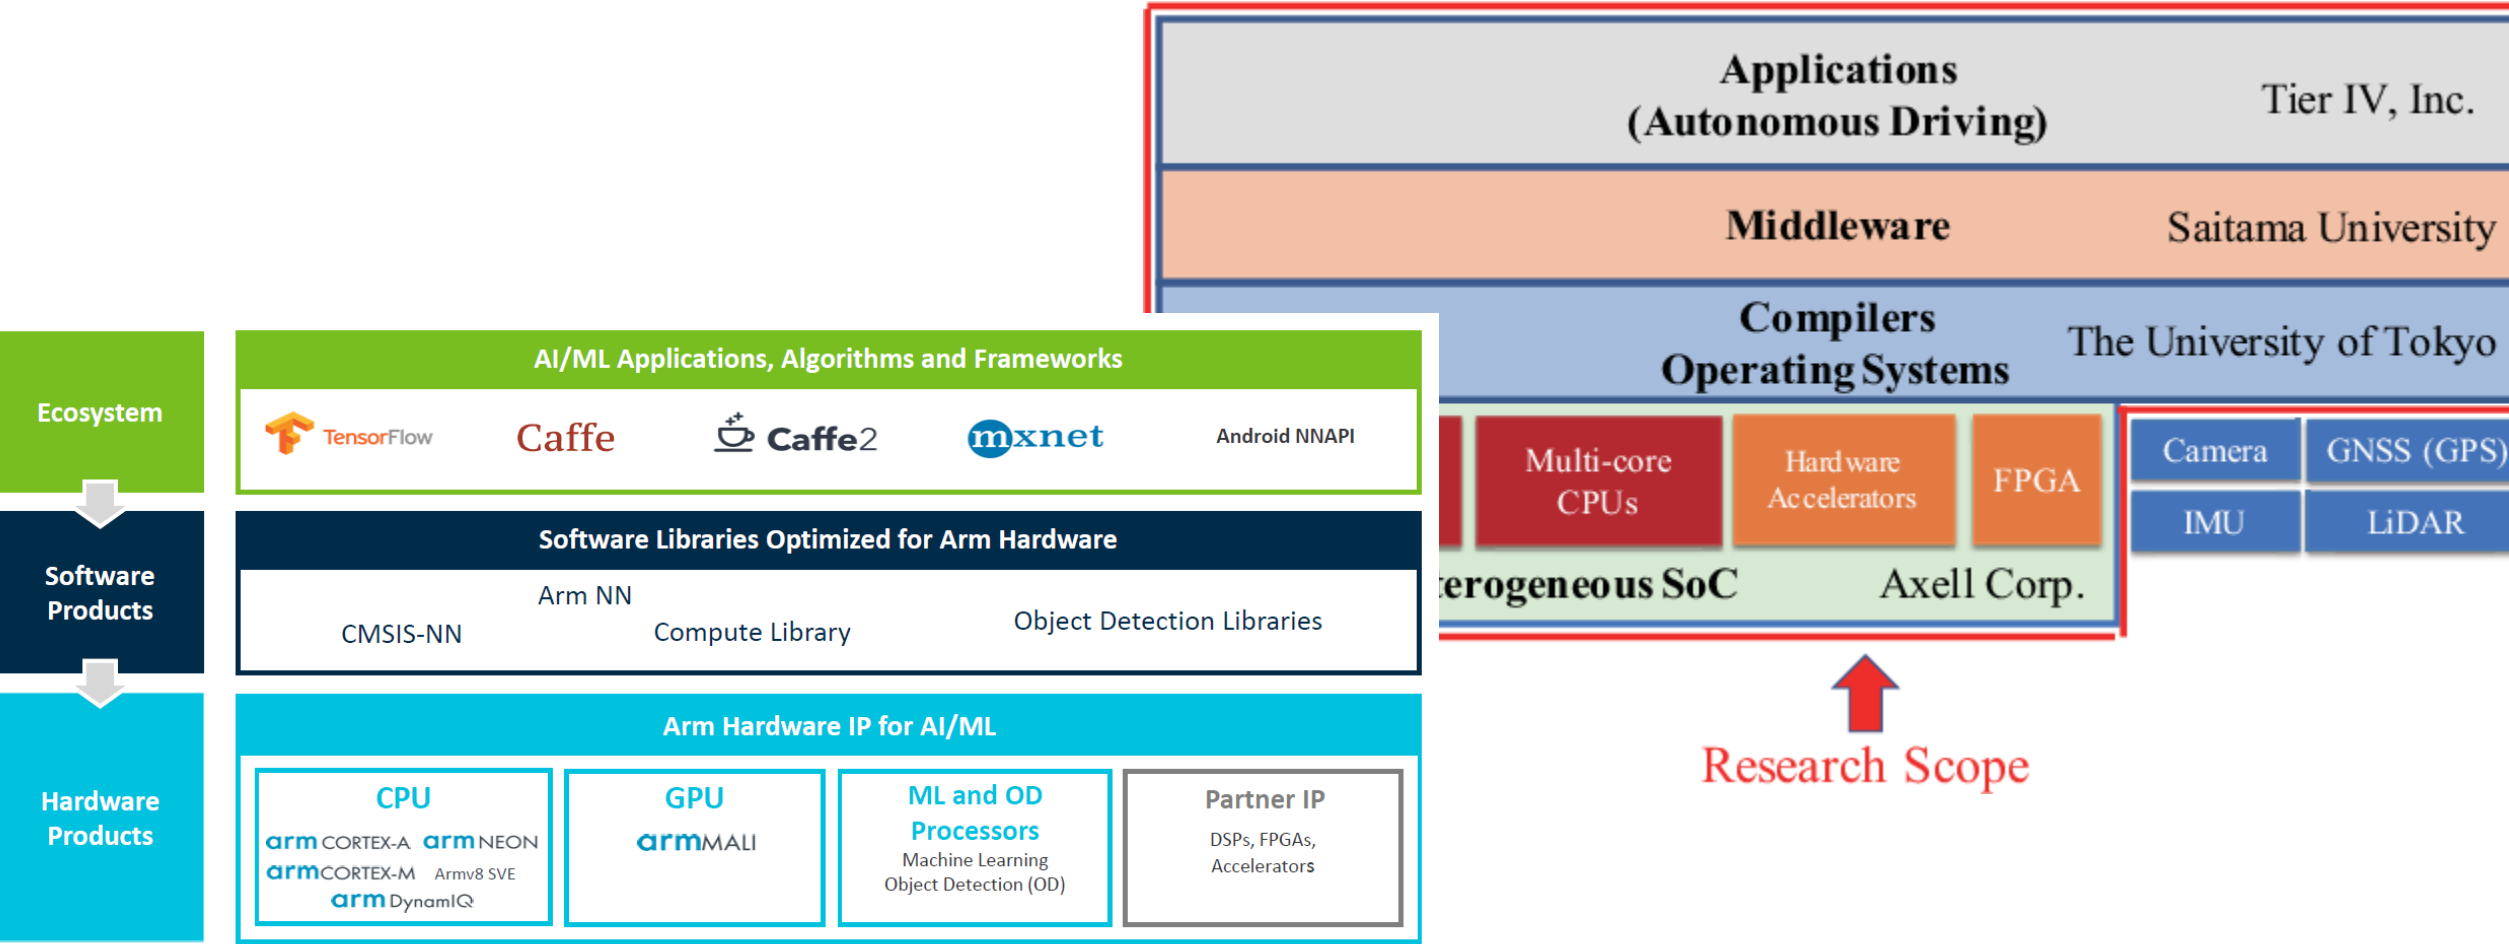 Applications
(Autonomous Driving)
Tier IV, Inc.
Middleware
Saitama University
Compilers
Operating Systems
The University of Tokyo
Multi-core
CPUs
Hardware
Accelerators
FPGA
Camera
GNSS (GPS)
IMU
LiDAR
terogeneous SoC
Axell Corp.
Research Scope
Ecosystem
AI/ML Applications, Algorithms and Frameworks
TensorFlow
Caffe
Caffe2
mxnet
Android NNAPI
Software
Products
Software Libraries Optimized for Arm Hardware
Arm NN
CMSIS-NN
Compute Library
Object Detection Libraries
Hardware
Products
Arm Hardware IP for AI/ML
CPU
arm CORTEX-A arm NEON
arm CORTEX-M Armv8 SVE
arm DynamIQ
GPU
arm MALI
ML and OD
Processors
Machine Learning
Object Detection (OD)
Partner IP
DSPs, FPGAs,
Accelerators